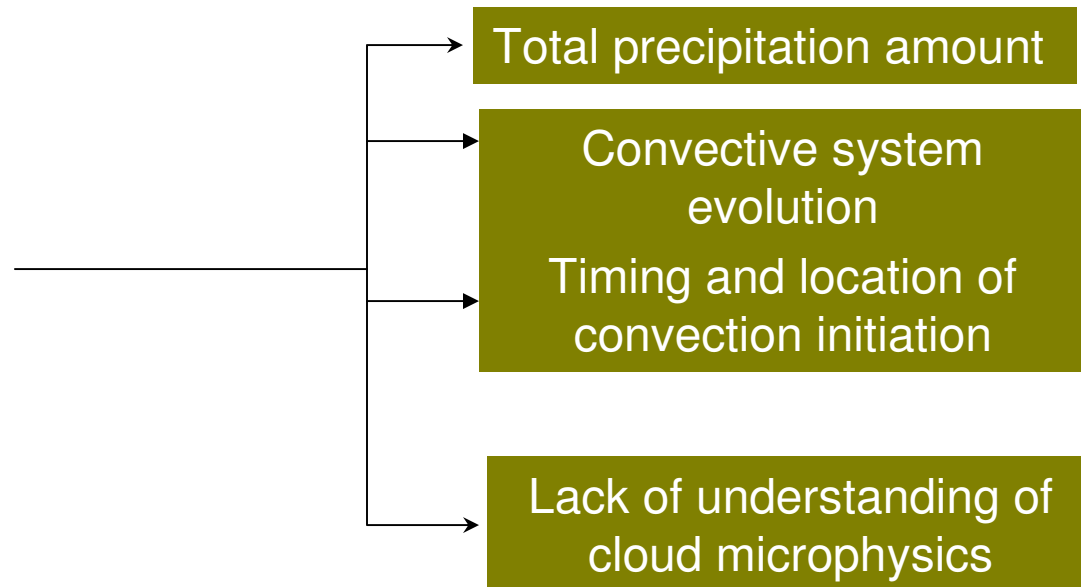 Total precipitation amount
Convective system
evolution
Timing and location of
convection initiation
Lack of understanding of
cloud microphysics